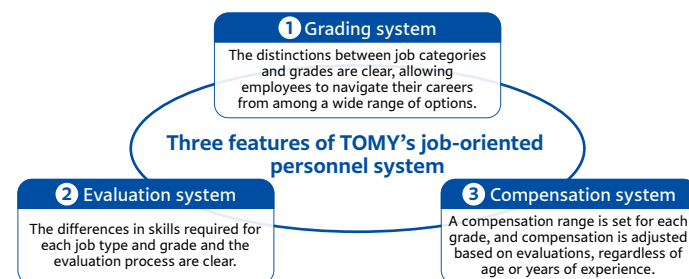 1 Grading system
The distinctions between job categories
and grades are clear, allowing
employees to navigate their careers
from among a wide range of options.
Three features of TOMY's job-oriented
personnel system
2 Evaluation system
The differences in skills required for
each job type and grade and the
evaluation process are clear.
3 Compensation system
A compensation range is set for each
grade, and compensation is adjusted
based on evaluations, regardless of
age or years of experience.